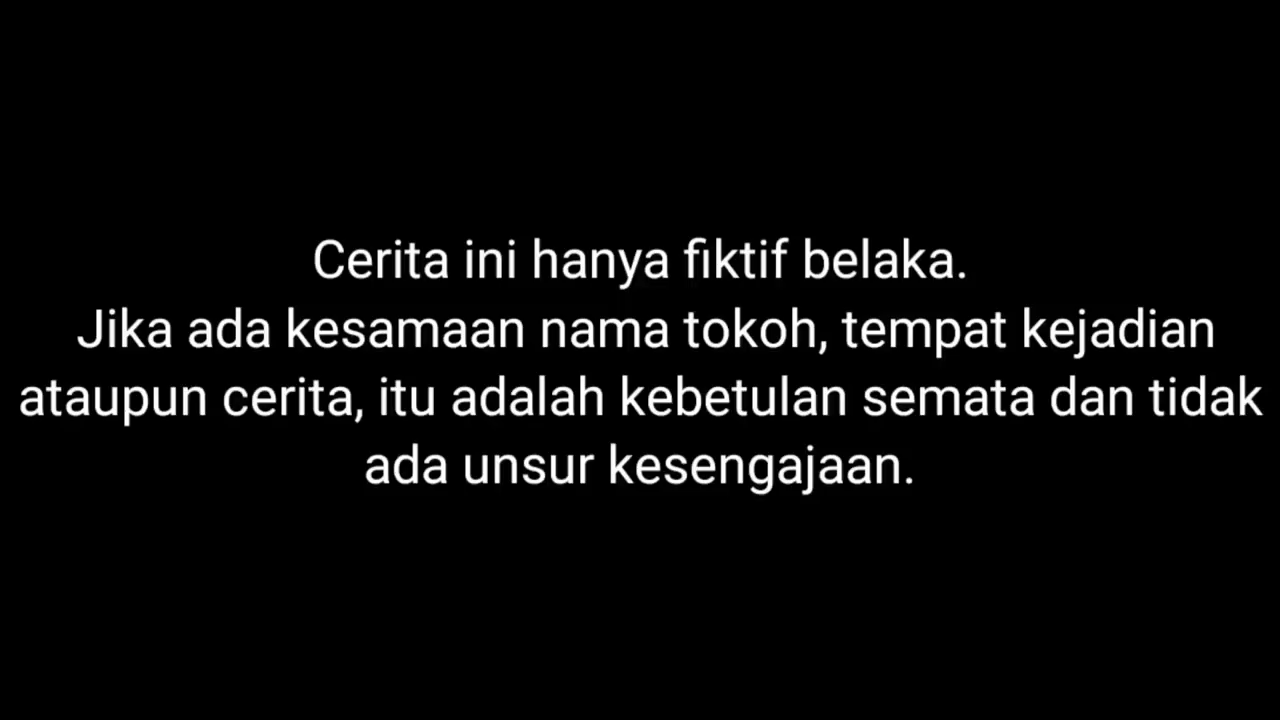 Cerita ini hanya fiktif belaka.
Jika ada kesamaan nama tokoh, tempat kejadian
ataupun cerita, itu adalah kebetulan semata dan tidak
ada unsur kesengajaan.